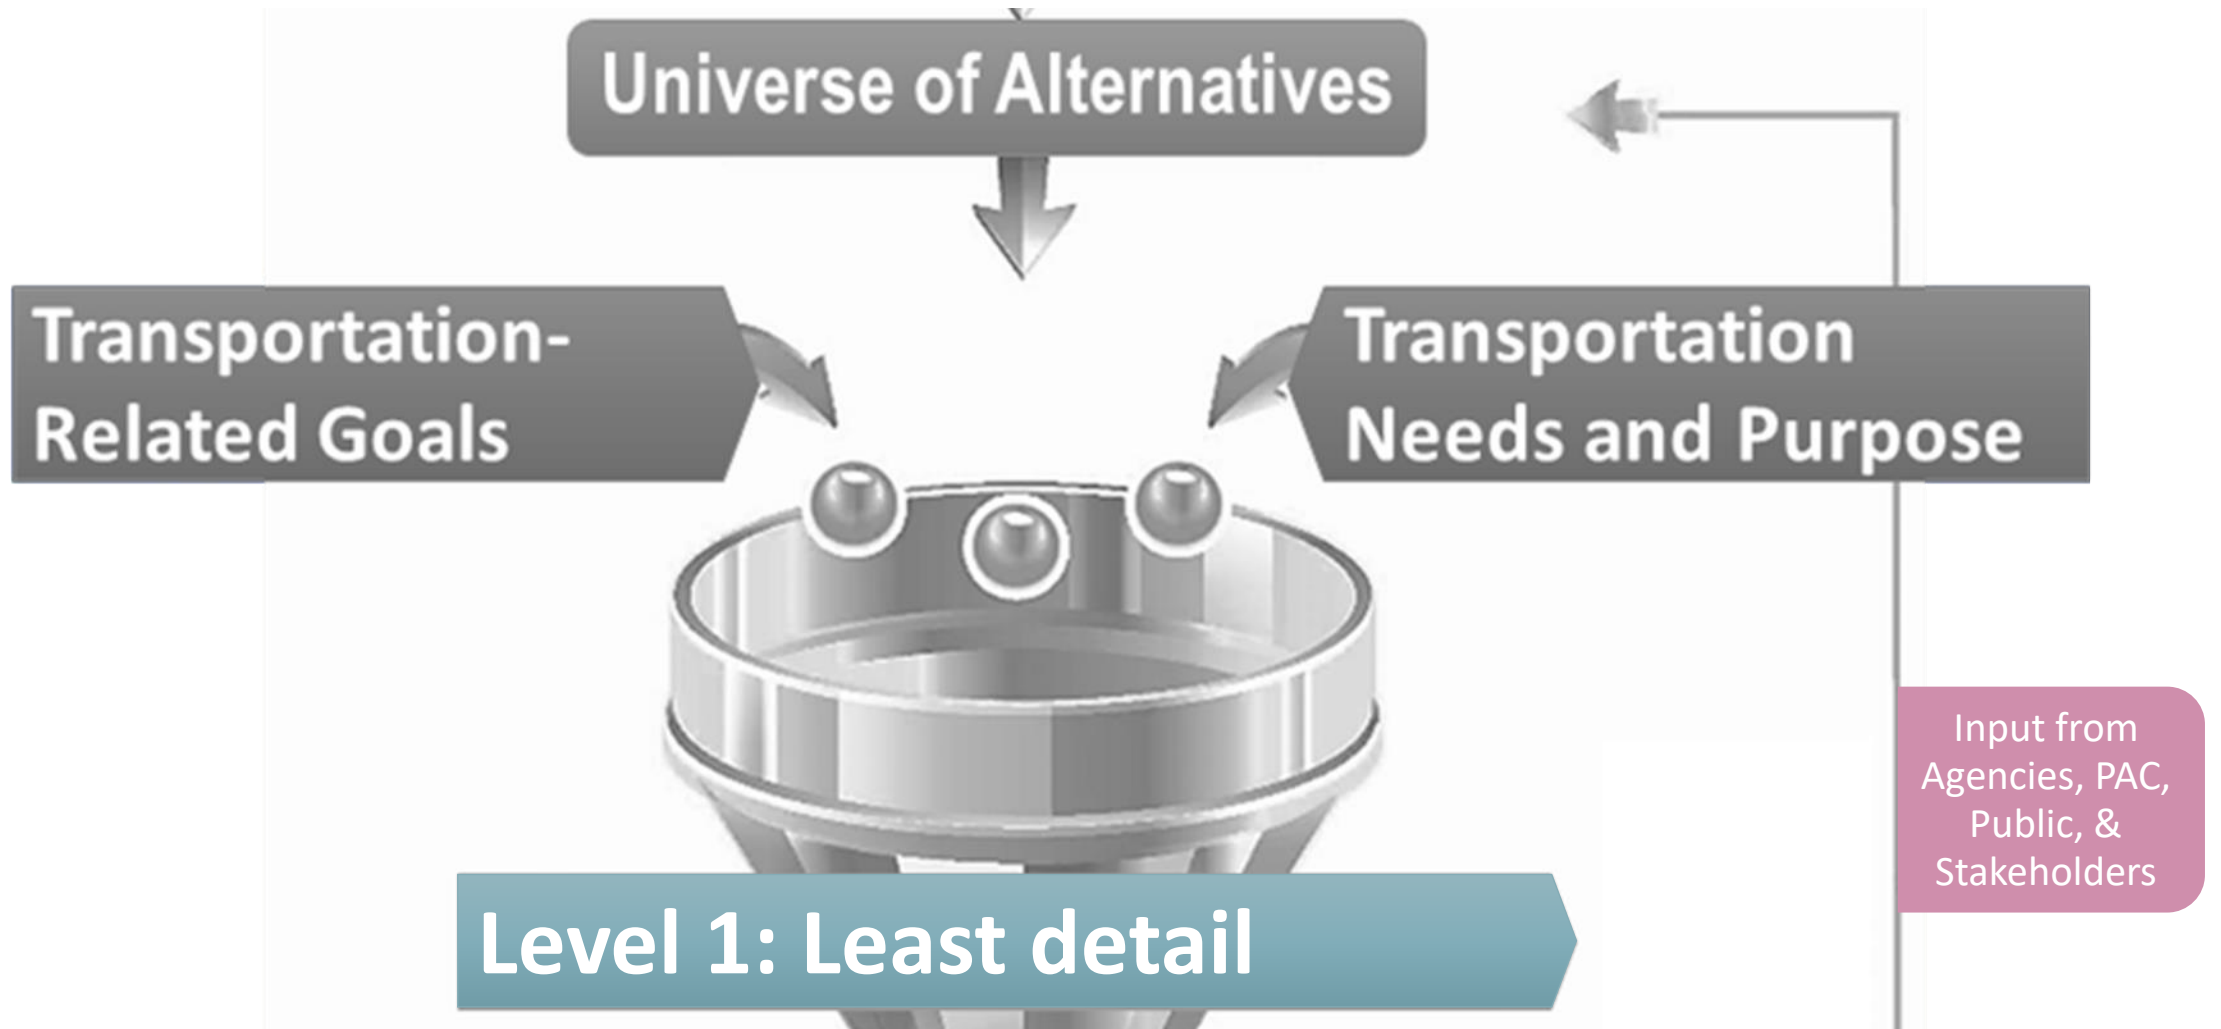 Universe of Alternatives
Transportation-
Related Goals
Transportation
Needs and Purpose
Input from
Agencies, PAC,
Public, &
Stakeholders
Level 1: Least detail